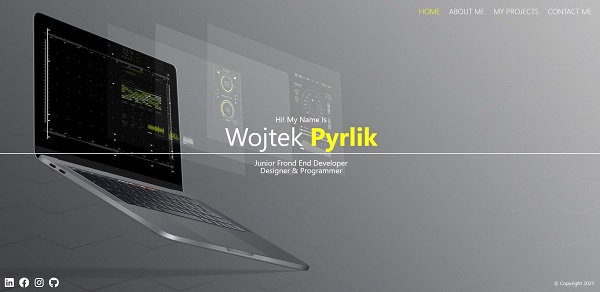 HOME ABOUT ME MY PROJECTS CONTACT ME
Hi! My Name Is
Wojtek Pyrlik
Junior Frond End Developer
Designer & Programmer
© Copyright 2021